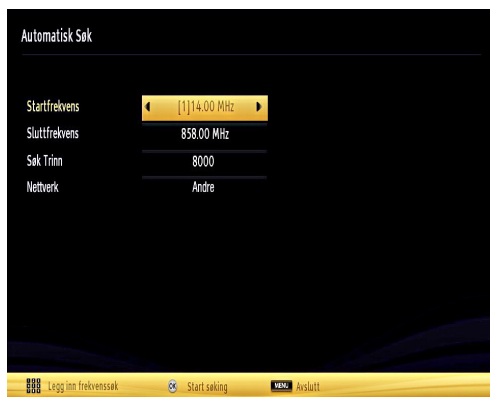 Automatisk Søk
Startfrekvens [1]14.00 MHz
Sluttfrekvens 858.00 MHz
Søk Trinn 8000
Nettverk Andre
Legg inn frekvenssøk OK Start søking MENU Avslutt